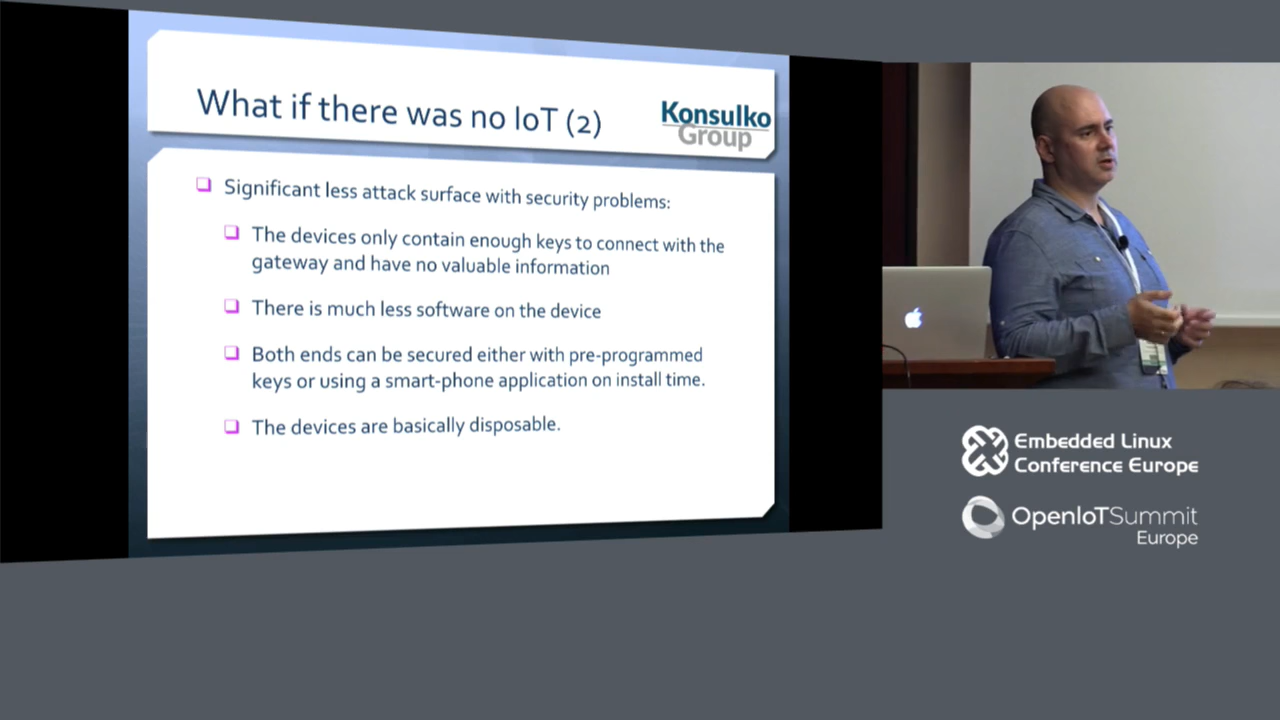 What if there was no IoT (2)
Konsulko
Group
Significant less attack surface with security problems:
The devices only contain enough keys to connect with the
gateway and have no valuable information
There is much less software on the device
Both ends can be secured either with pre-programmed
keys or using a smart-phone application on install time.
The devices are basically disposable.
Embedded Linux
Conference Europe
OpenIoTSummit
Europe